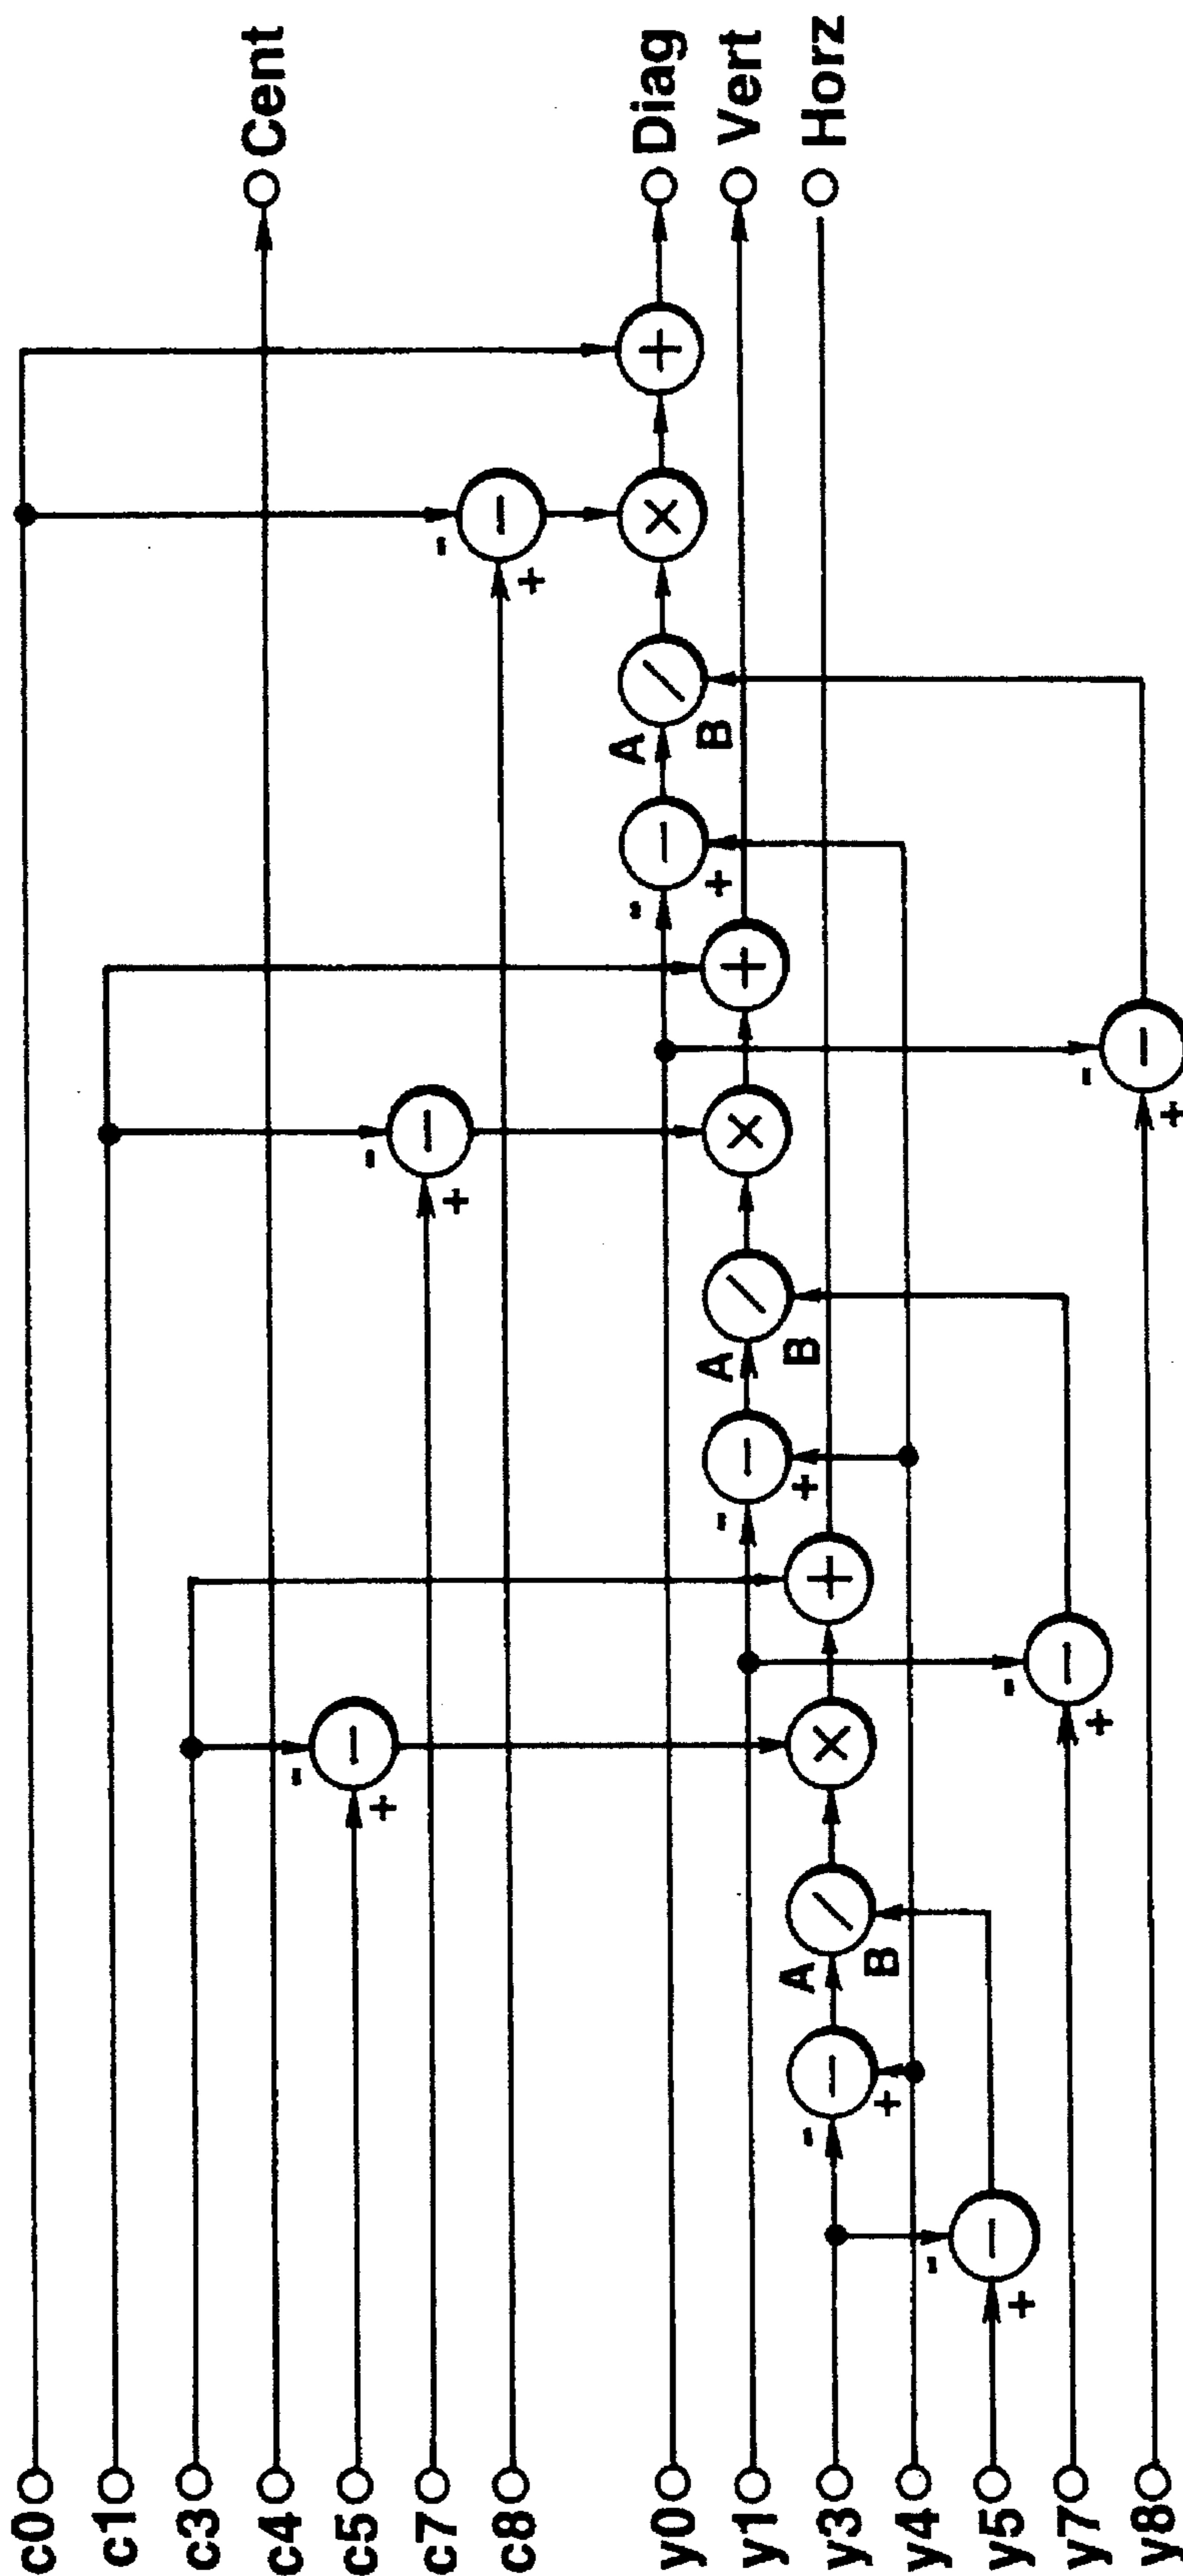 c0
c1
c3
c4
c5
c7
c8
y0
y1
y3
y4
y5
y7
y8
Cent
Diag
Vert
Horz
- +
- +
- +
- +
- +
- +
- +
- +
- +
A
B
A
B
A
B